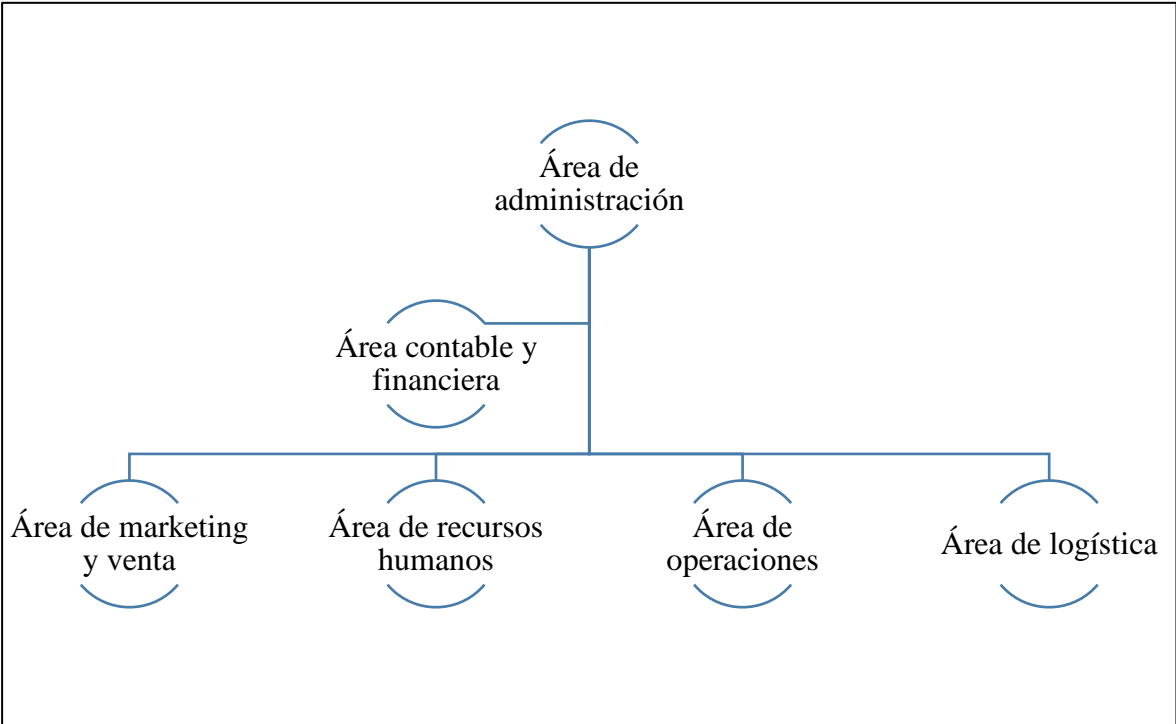 Área de
administración
Área contable y
financiera
Área de marketing
y venta
Área de recursos
humanos
Área de
operaciones
Área de logística